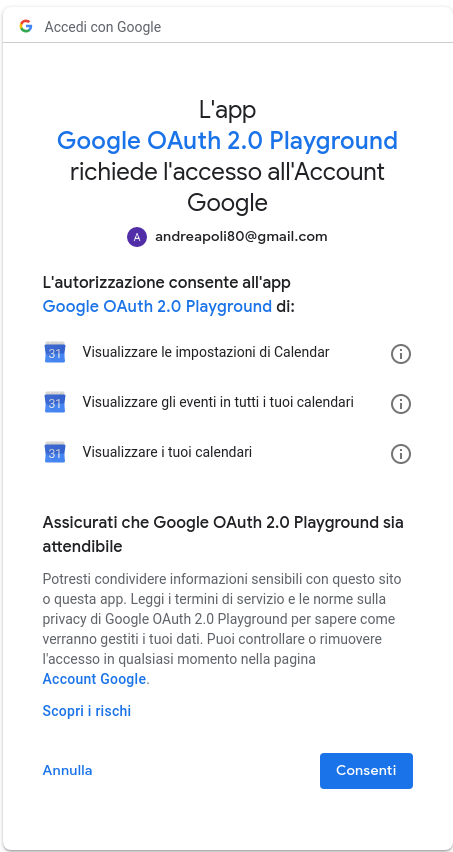 Accedi con Google
L'app
Google OAuth 2.0 Playground
richiede l'accesso all'Account
Google
A andreapoli80@gmail.com
L'autorizzazione consente all'app
Google OAuth 2.0 Playground di:
31 Visualizzare le impostazioni di Calendar
31 Visualizzare gli eventi in tutti i tuoi calendari
31 Visualizzare i tuoi calendari
Assicurati che Google OAuth 2.0 Playground sia
attendibile
Potresti condividere informazioni sensibili con questo sito
o questa app. Leggi i termini di servizio e le norme sulla
privacy di Google OAuth 2.0 Playground per sapere come
verranno gestiti i tuoi dati. Puoi controllare o rimuovere
l'accesso in qualsiasi momento nella pagina
Account Google.
Scopri i rischi
Annulla Consenti